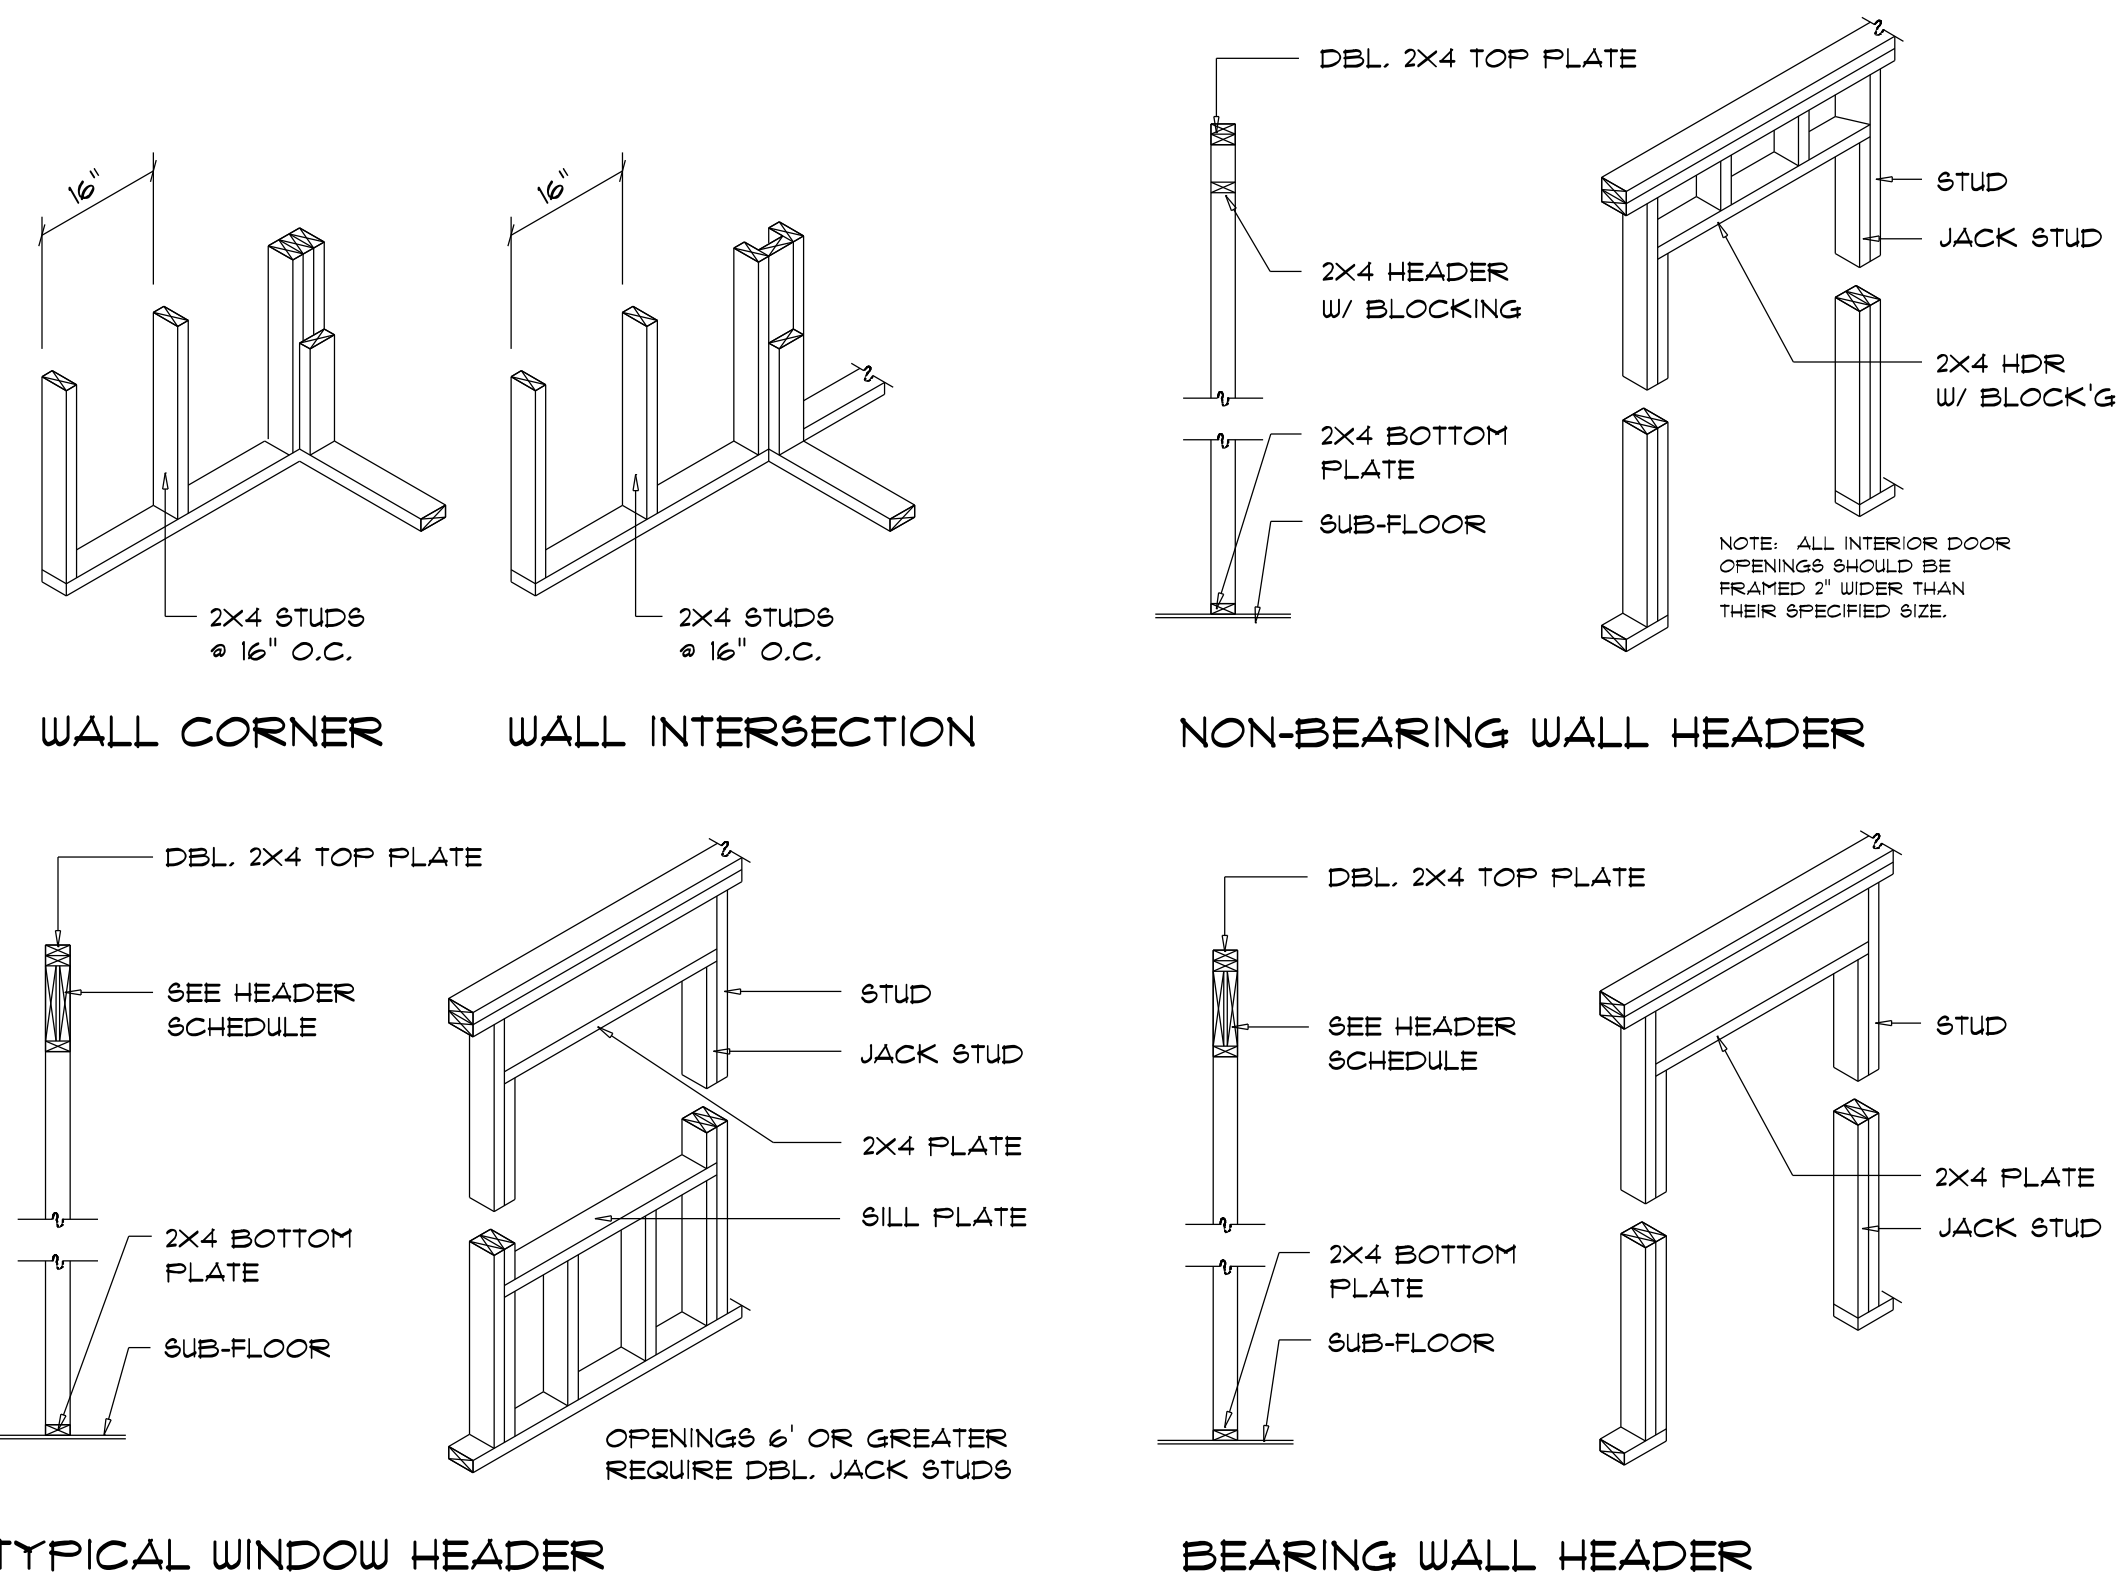 16"
2X4 STUDS
@ 16" O.C.
WALL CORNER
16"
2X4 STUDS
@ 16" O.C.
WALL INTERSECTION
DBL. 2X4 TOP PLATE
2X4 HEADER
W/ BLOCKING
2X4 BOTTOM
PLATE
SUB-FLOOR
STUD
JACK STUD
2X4 HDR
W/ BLOCK'G
NOTE: ALL INTERIOR DOOR
OPENINGS SHOULD BE
FRAMED 2" WIDER THAN
THEIR SPECIFIED SIZE.
NON-BEARING WALL HEADER
DBL. 2X4 TOP PLATE
SEE HEADER
SCHEDULE
2X4 BOTTOM
PLATE
SUB-FLOOR
STUD
JACK STUD
2X4 PLATE
SILL PLATE
OPENINGS 6' OR GREATER
REQUIRE DBL. JACK STUDS
TYPICAL WINDOW HEADER
DBL. 2X4 TOP PLATE
SEE HEADER
SCHEDULE
2X4 BOTTOM
PLATE
SUB-FLOOR
STUD
2X4 PLATE
JACK STUD
BEARING WALL HEADER